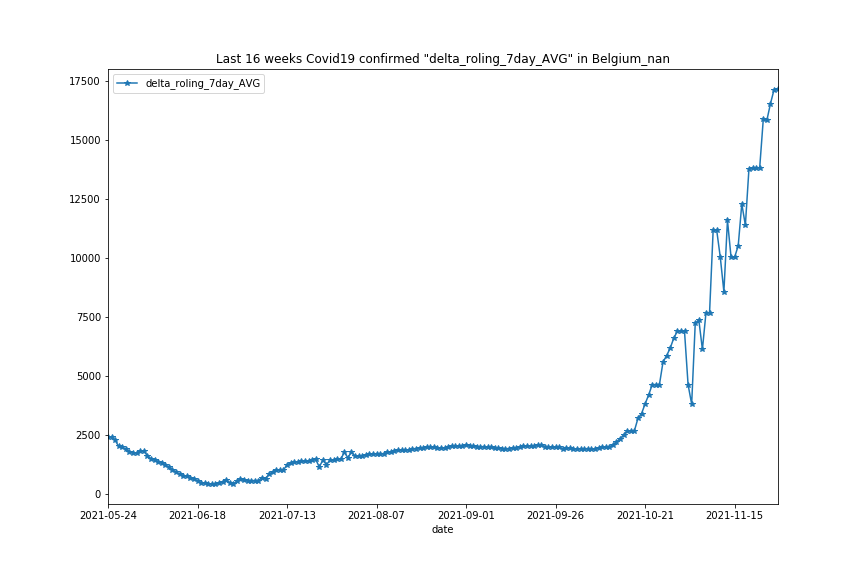 Last 16 weeks Covid19 confirmed "delta_roling_7day_AVG" in Belgium_nan
delta_roling_7day_AVG
17500
15000
12500
10000
7500
5000
2500
0
2021-05-24 2021-06-18 2021-07-13 2021-08-07 2021-09-01 2021-09-26 2021-10-21 2021-11-15
date